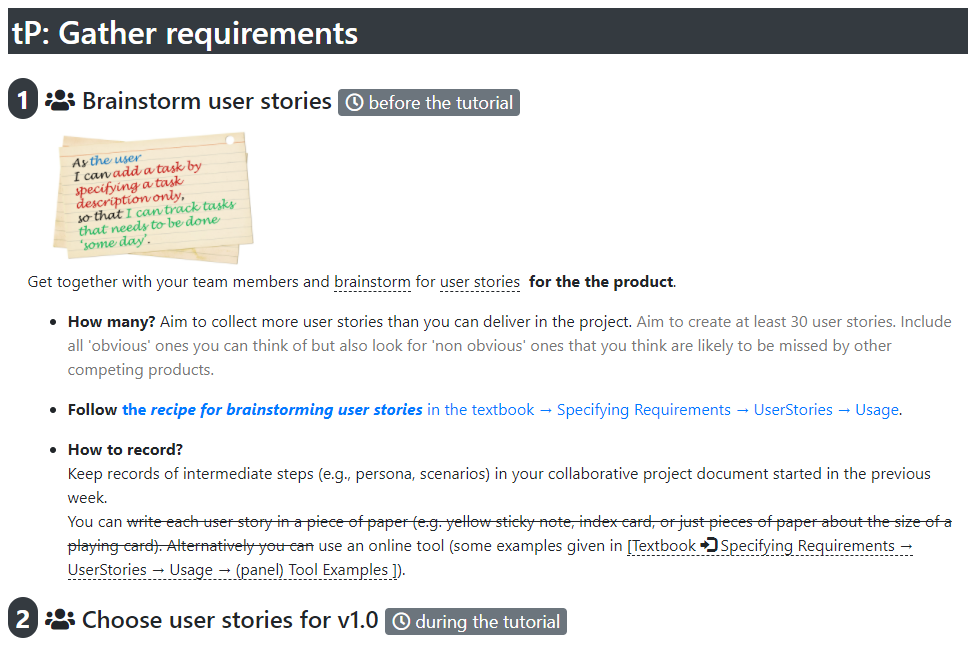 tP: Gather requirements
1 Brainstorm user stories before the tutorial
As the user
I can add a task by
specifying a task
description only,
so that I can track tasks
that needs to be done
'some day'.
Get together with your team members and brainstorm for user stories for the the product.
• How many? Aim to collect more user stories than you can deliver in the project. Aim to create at least 30 user stories. Include
all 'obvious' ones you can think of but also look for 'non obvious' ones that you think are likely to be missed by other
competing products.
• Follow the recipe for brainstorming user stories in the textbook → Specifying Requirements → UserStories → Usage.
• How to record?
Keep records of intermediate steps (e.g., persona, scenarios) in your collaborative project document started in the previous
week.
You can write each user story in a piece of paper (e.g. yellow sticky note, index card, or just pieces of paper about the size of a
playing card). Alternatively you can use an online tool (some examples given in [Textbook Specifying Requirements →
UserStories → Usage → (panel) Tool Examples ]).
2 Choose user stories for v1.0 during the tutorial